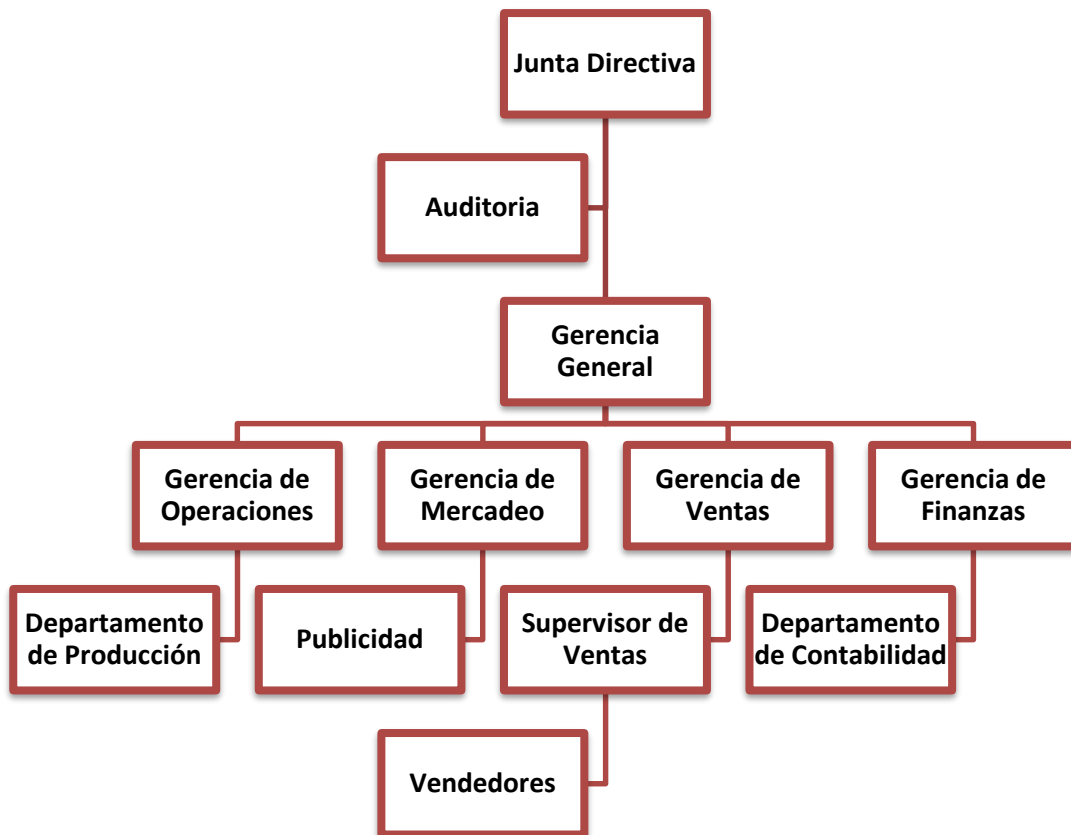 Junta Directiva
Auditoria
Gerencia
General
Gerencia de
Operaciones
Gerencia de
Mercadeo
Gerencia de
Ventas
Gerencia de
Finanzas
Departamento
de Producción
Publicidad
Supervisor de
Ventas
Departamento
de Contabilidad
Vendedores